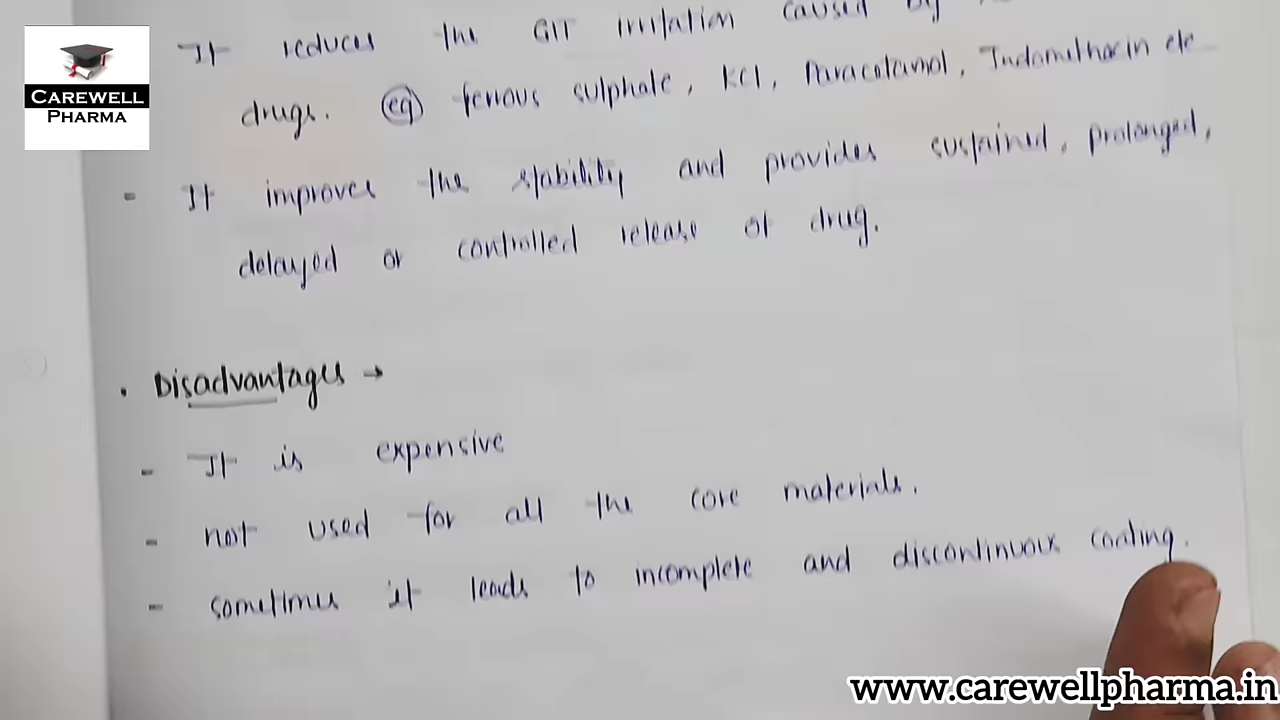 It reduces the GIT irritation caused by
CAREWELL
PHARMA
drugs. eg ferrous sulphate, KCl, Paracetamol, Indomethacin etc
- It improves the stability and provides sustained, prolonged,
delayed or controlled release of drug.
• Disadvantages →
- It is expensive
- not used for all the core materials.
- sometimes it leads to incomplete and discontinuous coating.
www.carewellpharma.in